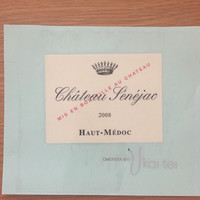 MIS EN BOUTEILLE AU CHATEAU
Château Sénéjac
2008
HAUT-MÉDOC